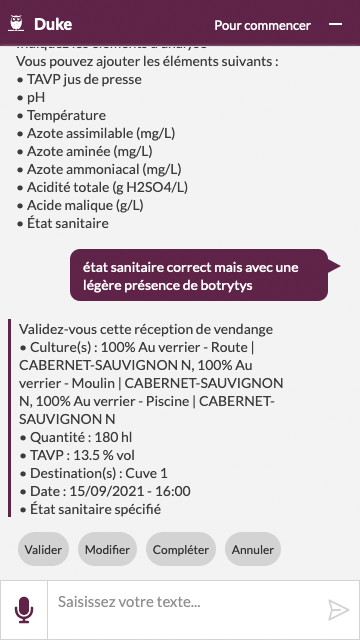 Duke
Pour commencer
Indiquez les éléments d'analyse
Vous pouvez ajouter les éléments suivants :
• TAVP jus de presse
• pH
• Température
• Azote assimilable (mg/L)
• Azote aminée (mg/L)
• Azote ammoniacal (mg/L)
• Acidité totale (g H2SO4/L)
• Acide malique (g/L)
• État sanitaire
état sanitaire correct mais avec une
légère présence de botrytys
Validez-vous cette réception de vendange
• Culture(s) : 100% Au verrier - Route |
CABERNET-SAUVIGNON N, 100% Au
verrier - Moulin | CABERNET-SAUVIGNON
N, 100% Au verrier - Piscine | CABERNET-
SAUVIGNON N
• Quantité : 180 hl
• TAVP : 13.5 % vol
• Destination(s) : Cuve 1
• Date : 15/09/2021 - 16:00
• État sanitaire spécifié
Valider
Modifier
Compléter
Annuler
Saisissez votre texte...